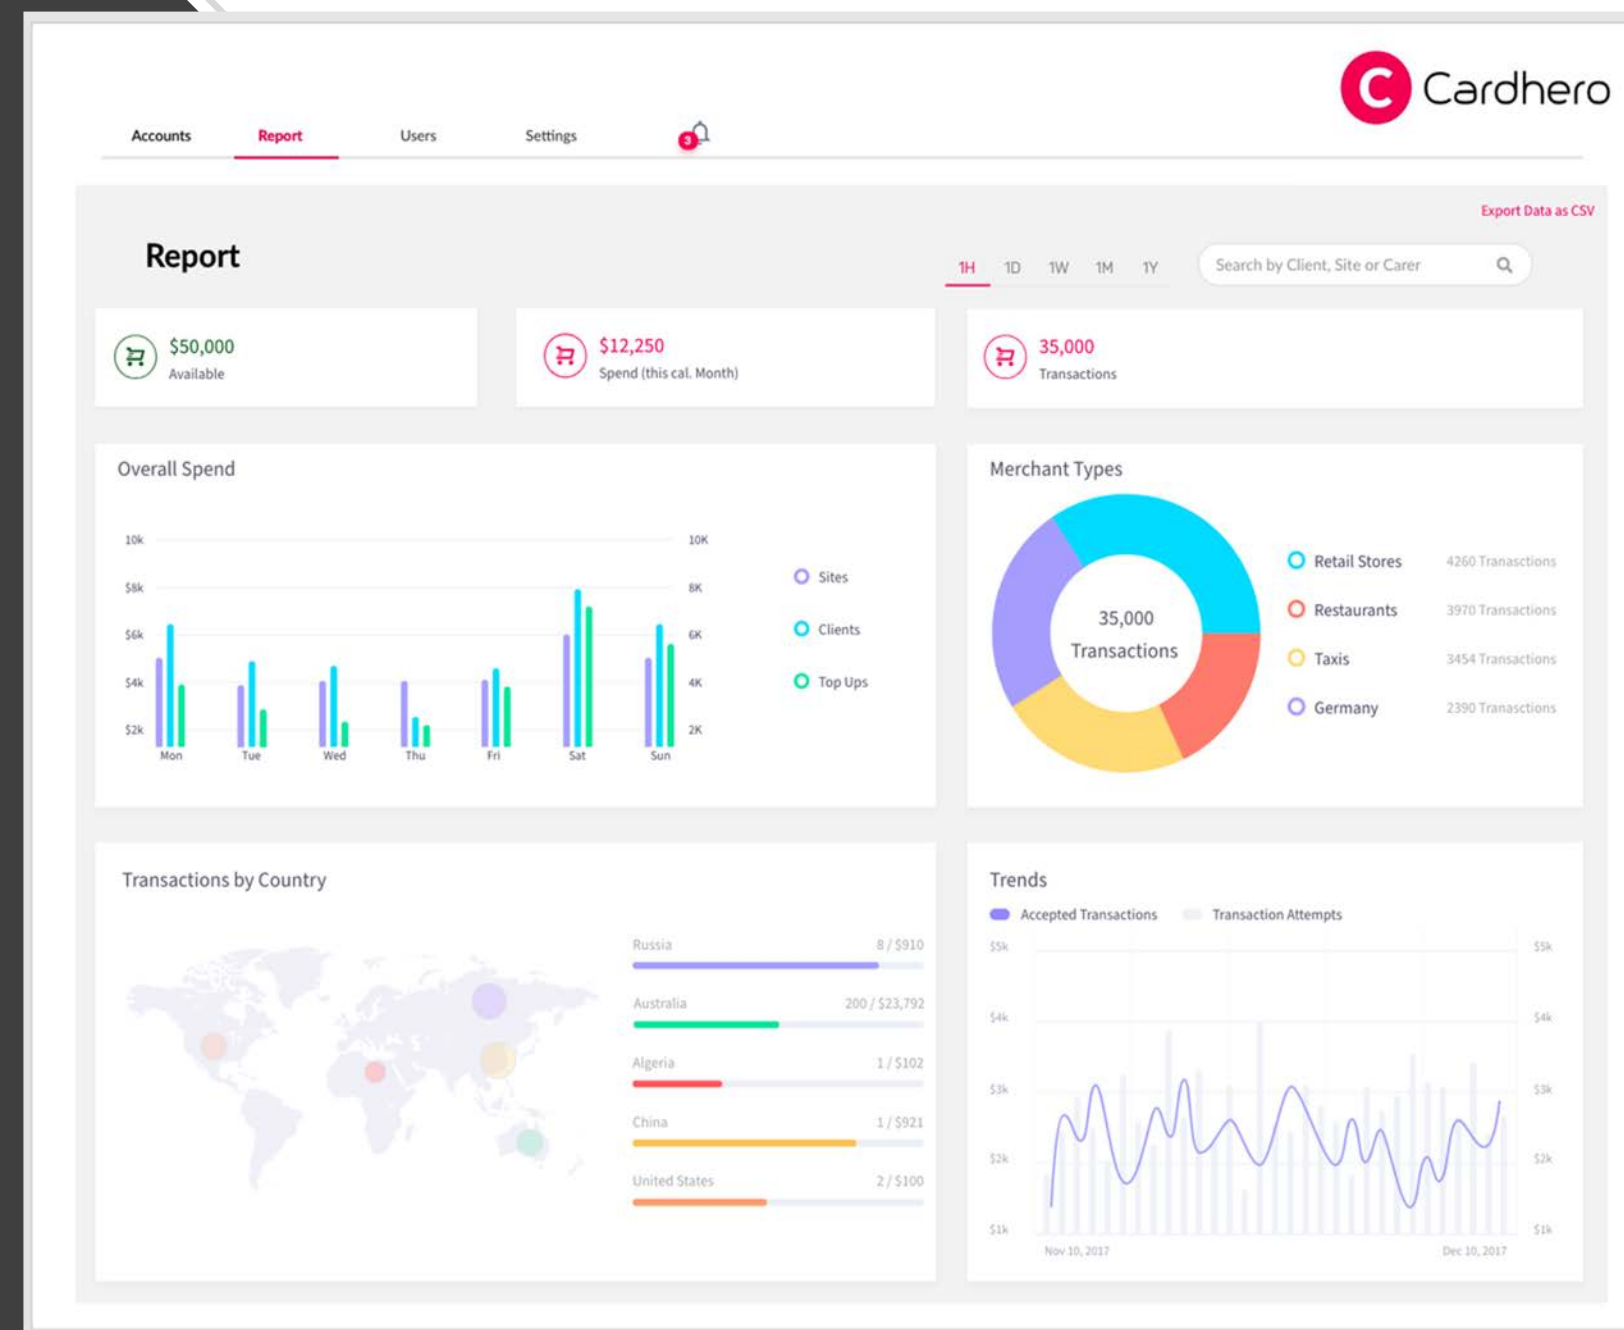 C Cardhero
Accounts Report Users Settings 3
Export Data as CSV
Report
1H 1D 1W 1M 1Y
Search by Client, Site or Carer
$50,000
Available
$12,250
Spend (this cal. Month)
35,000
Transactions
Overall Spend
10k 10K
$8k 8K
$6k 6K
$4k 4K
$2k 2K
Mon Tue Wed Thu Fri Sat Sun
Sites
Clients
Top Ups
Merchant Types
35,000
Transactions
Retail Stores 4260 Tranasctions
Restaurants 3970 Transactions
Taxis 3454 Transactions
Germany 2390 Tranasctions
Transactions by Country
Russia 8 / $910
Australia 200 / $23,792
Algeria 1 / $102
China 1 / $921
United States 2 / $100
Trends
Accepted Transactions Transaction Attempts
$5k $5k
$4k $4k
$3k $3k
$2k $2k
$1k $1k
Nov 10, 2017 Dec 10, 2017